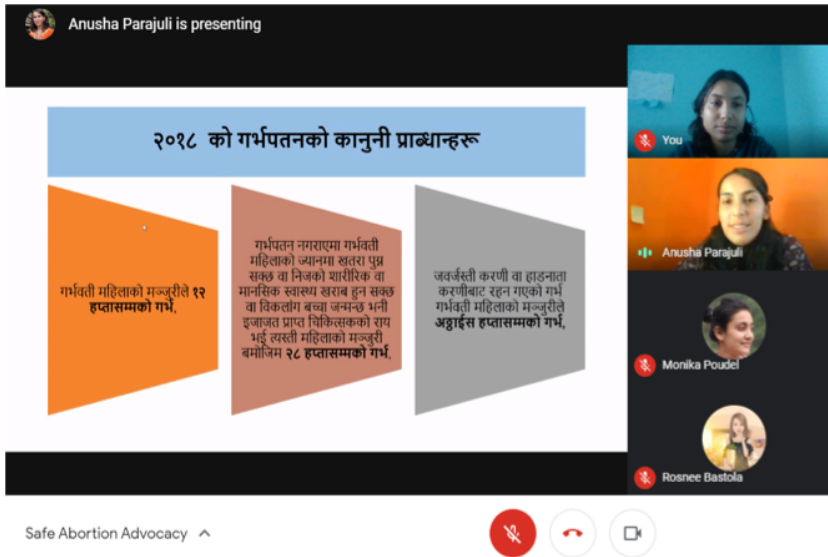 Anusha Parajuli is presenting
२०१८ को गर्भपतनको कानुनी प्राब्धान्हरू
गर्भवती महिलाको मञ्जुरीले १२
हप्तासम्मको गर्भ,
गर्भपतन नगराएमा गर्भवती
महिलाको ज्यानमा खतरा पुग्न
सक्छ वा निजको शारीरिक वा
मानसिक स्वास्थ्य खराब हुन सक्छ
वा विकलांग बच्चा जन्मन्छ भनी
इजाजत प्राप्त चिकित्सकको राय
भई त्यस्ती महिलाको मञ्जुरी
बमोजिम २८ हप्तासम्मको गर्भ,
जवर्जस्ती करणी वा हाडनाता
करणीबाट रहन गएको गर्भ
गर्भवती महिलाको मञ्जुरीले
अठ्ठाईस हप्तासम्मको गर्भ,
You
Anusha Parajuli
Monika Poudel
Rosnee Bastola
Safe Abortion Advocacy